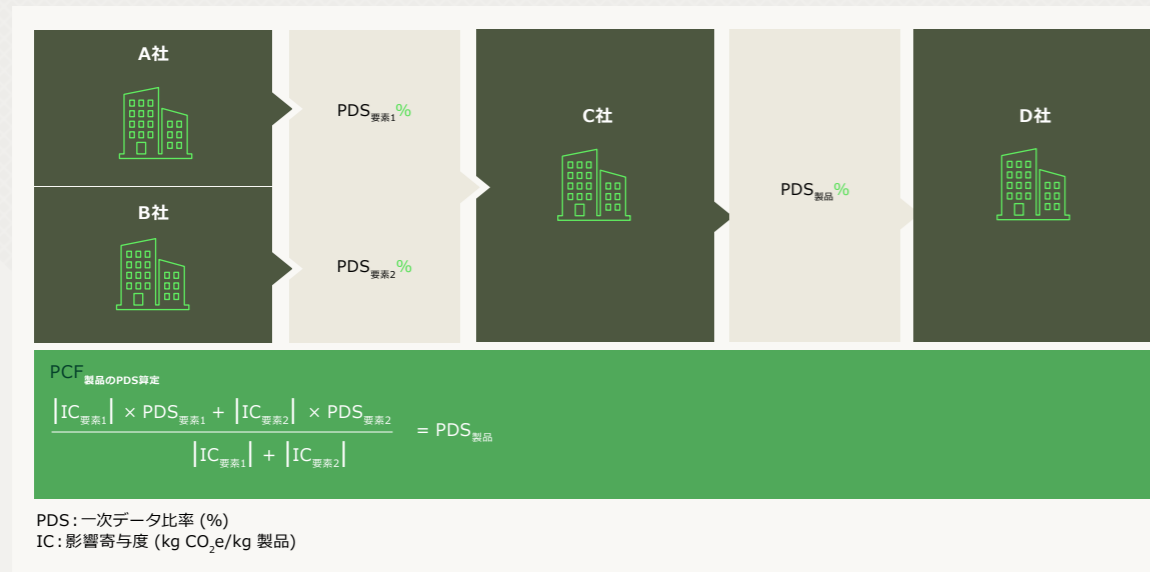 A社
PDS要素1%
B社
PDS要素2%
C社
PDS製品%
D社
PCF製品のPDS算定
|IC要素1| × PDS要素1 + |IC要素2| × PDS要素2
|IC要素1| + |IC要素2|
= PDS製品
PDS：一次データ比率 (%)
IC：影響寄与度 (kg CO2e/kg 製品)